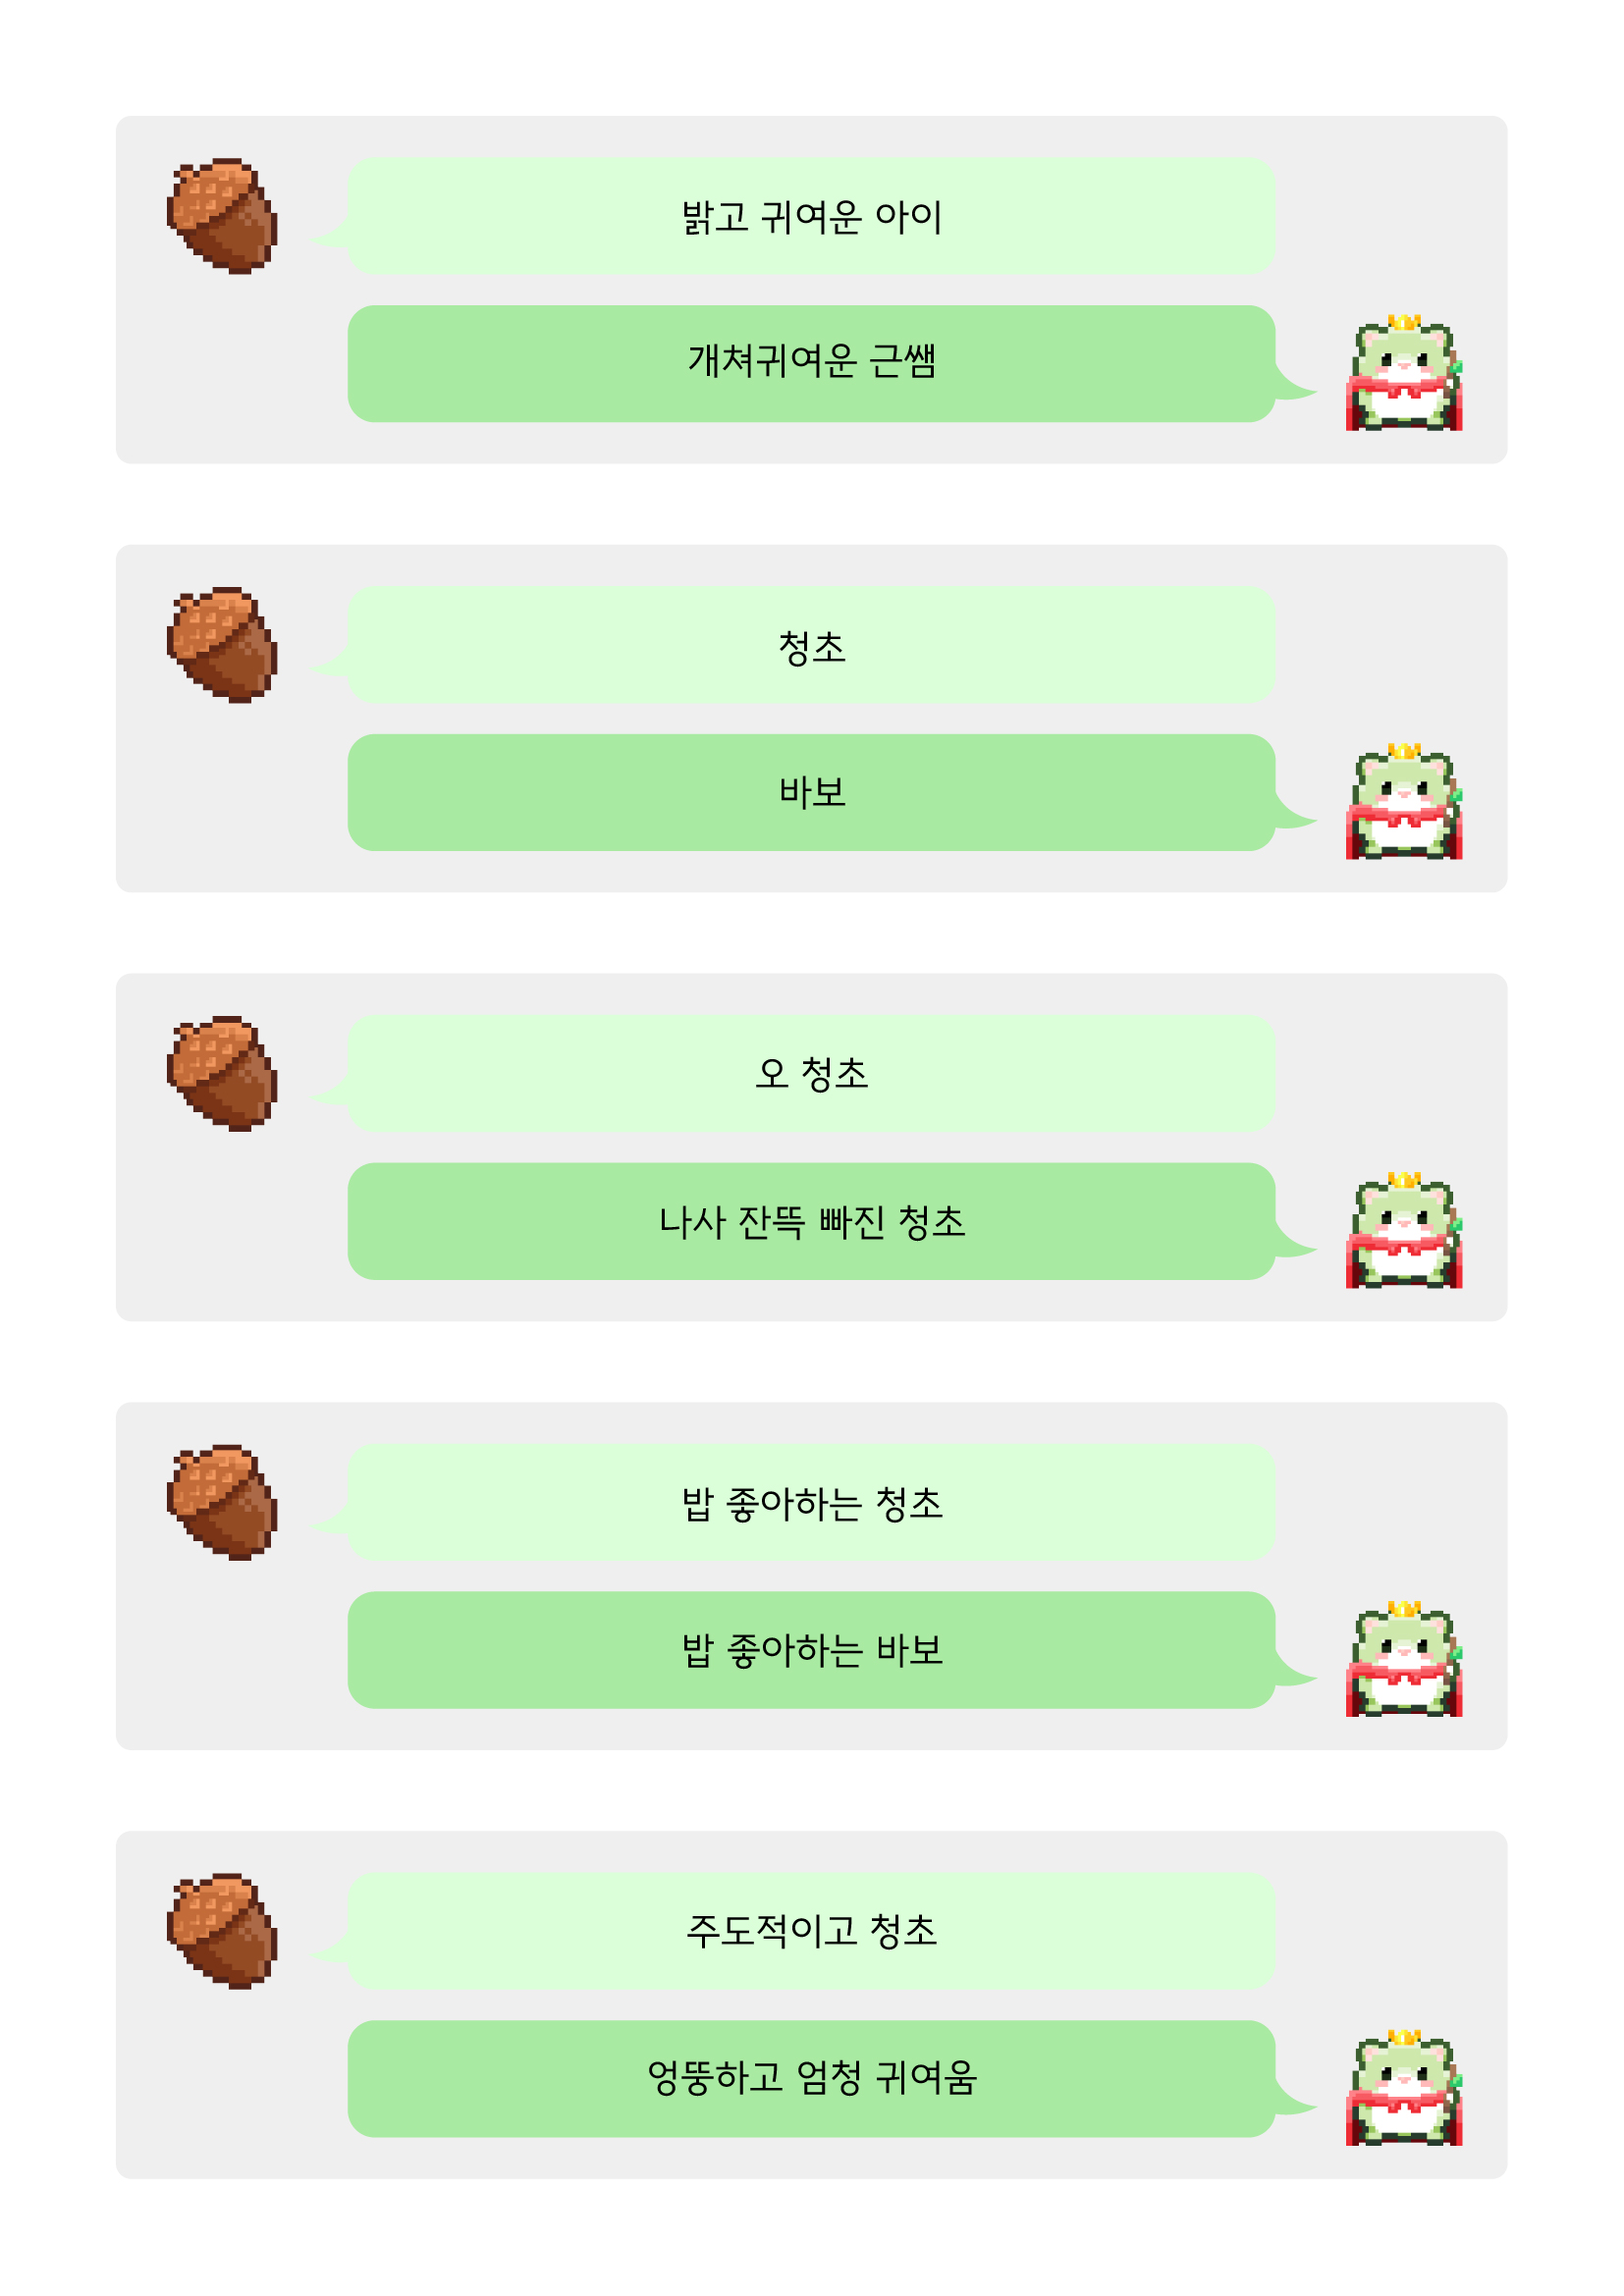 밝고 귀여운 아이
개쳐귀여운 근쌤
청초
바보
오 청초
나사 잔뜩 빠진 청초
밥 좋아하는 청초
밥 좋아하는 바보
주도적이고 청초
엉뚱하고 엄청 귀여움